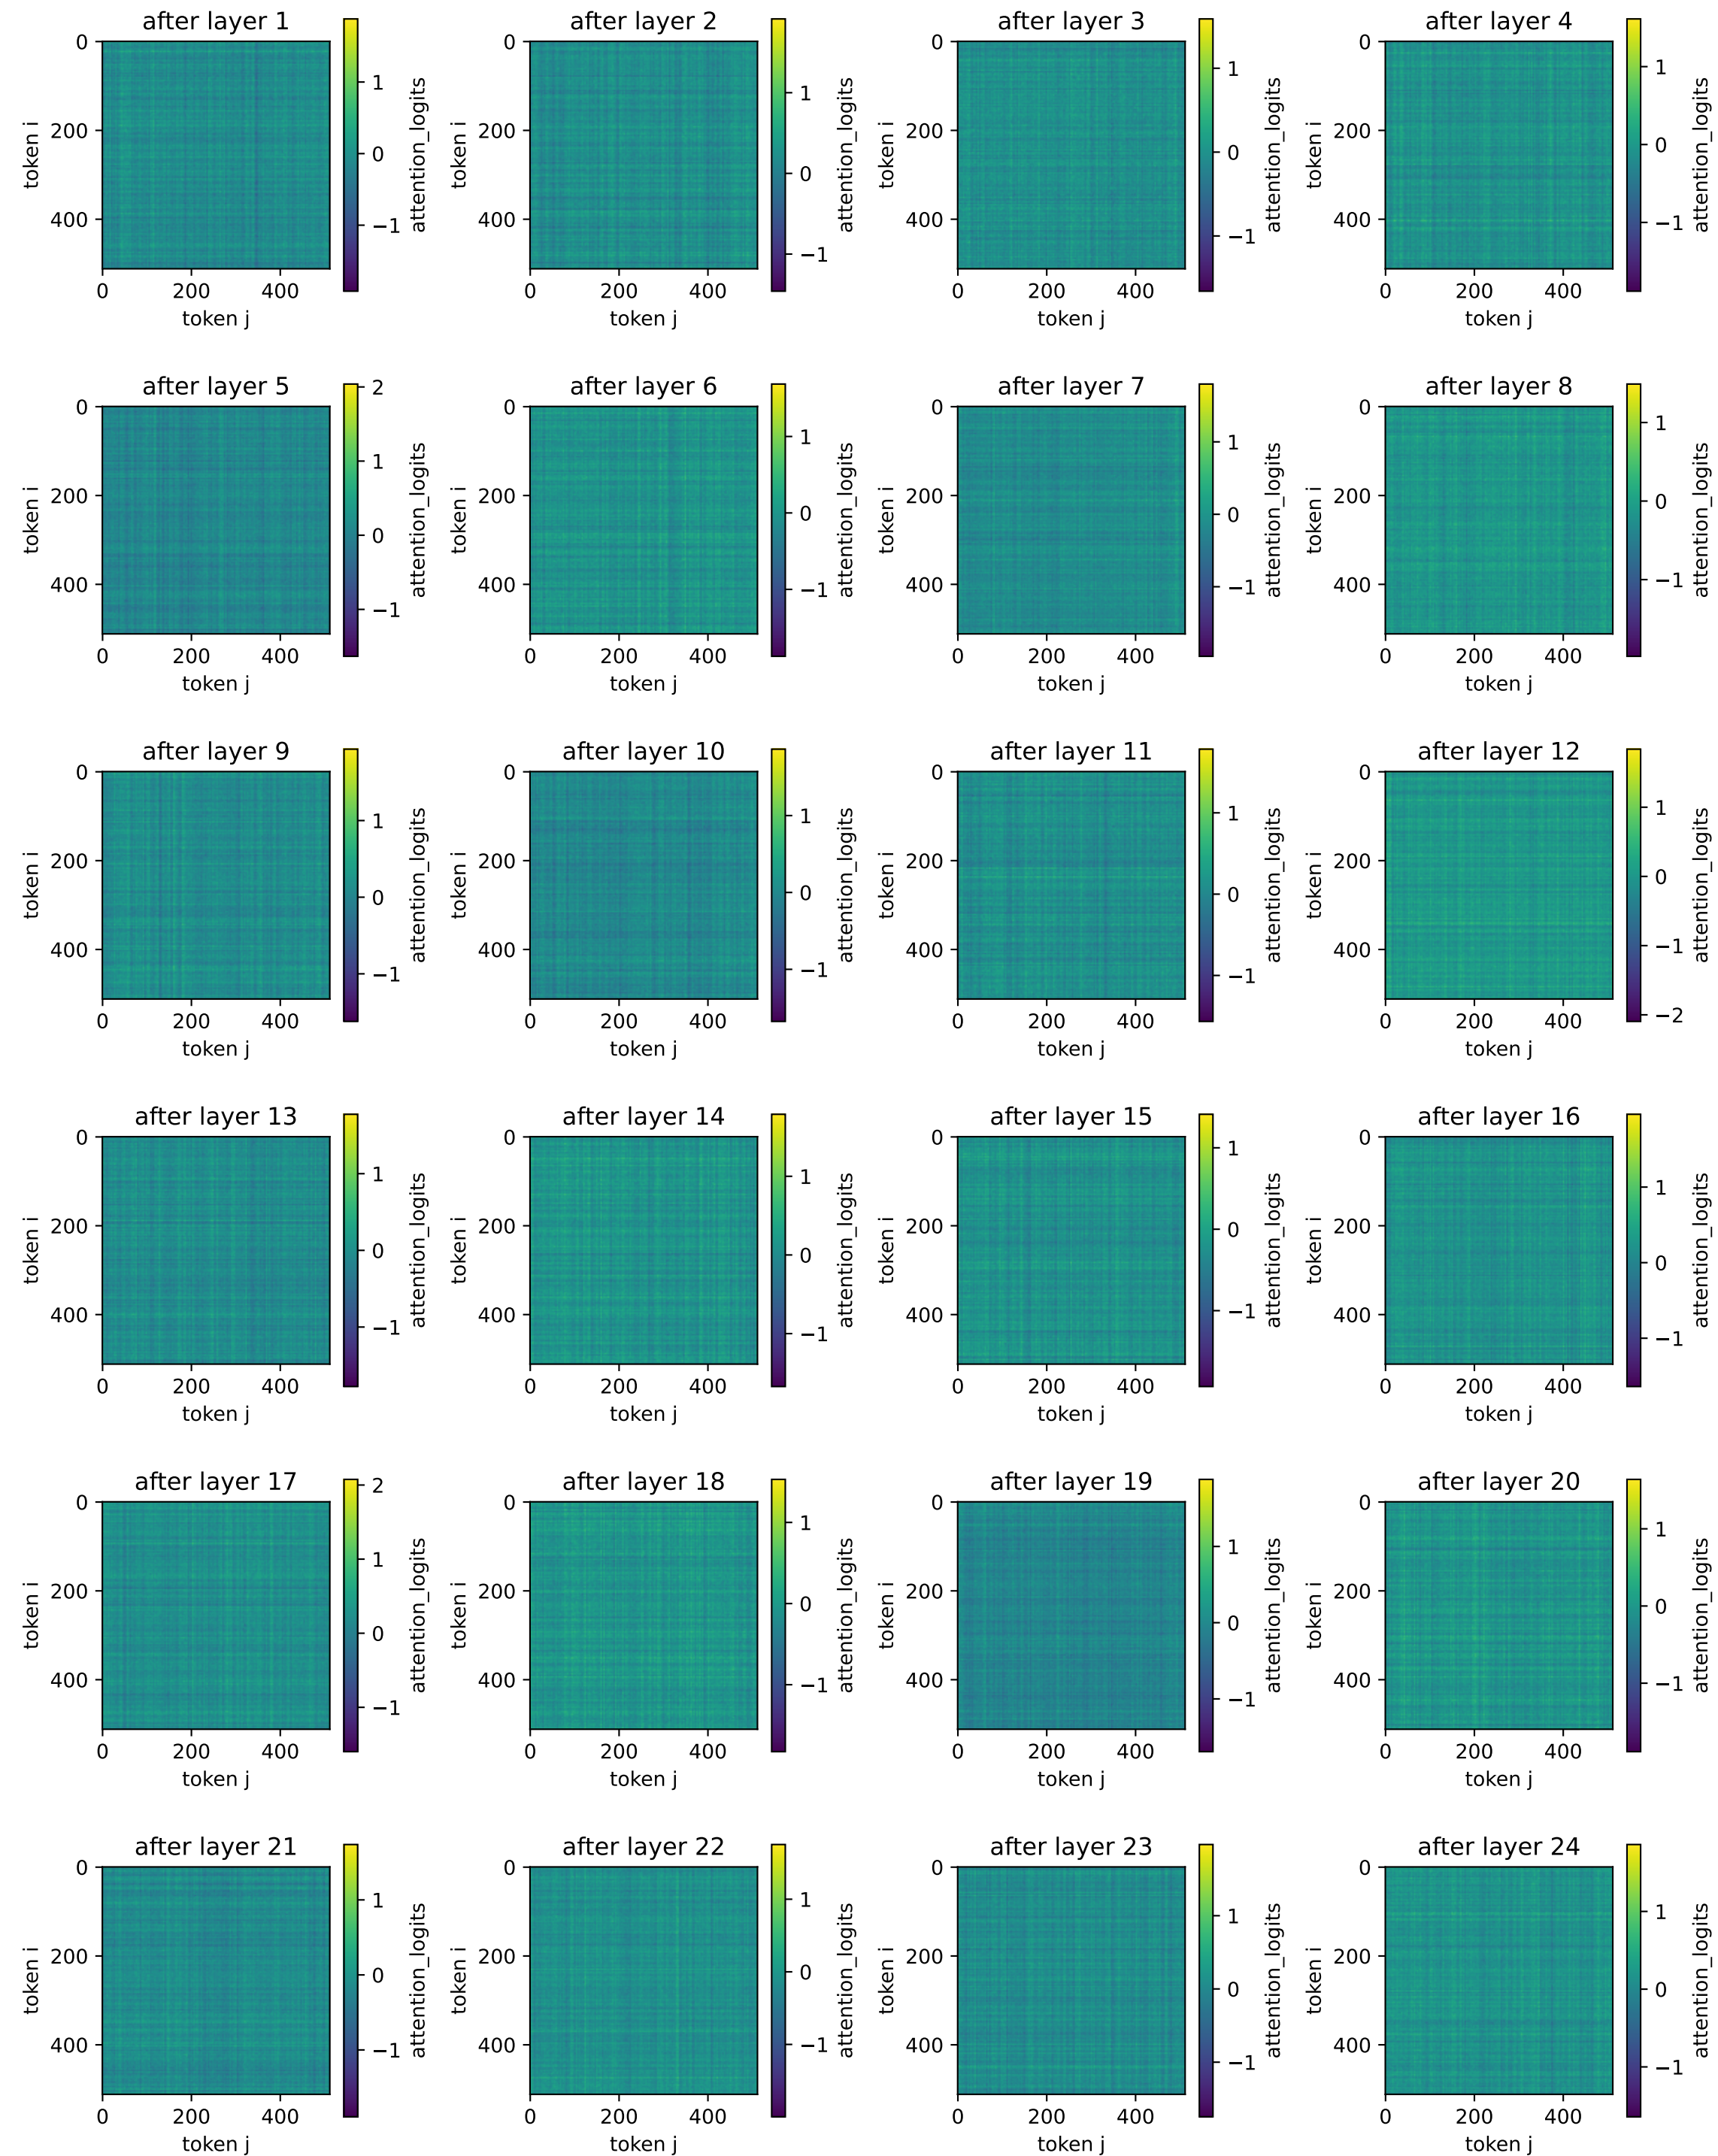 after layer 1
after layer 2
after layer 3
after layer 4
0
200
400
token i
0 200 400
token j
1
0
−1
attention_logits
0
200
400
token i
0 200 400
token j
1
0
−1
attention_logits
0
200
400
token i
0 200 400
token j
1
0
−1
attention_logits
0
200
400
token i
0 200 400
token j
1
0
−1
attention_logits
after layer 5
after layer 6
after layer 7
after layer 8
0
200
400
token i
0 200 400
token j
2
1
0
−1
attention_logits
0
200
400
token i
0 200 400
token j
1
0
−1
attention_logits
0
200
400
token i
0 200 400
token j
1
0
−1
attention_logits
0
200
400
token i
0 200 400
token j
1
0
−1
attention_logits
after layer 9
after layer 10
after layer 11
after layer 12
0
200
400
token i
0 200 400
token j
1
0
−1
attention_logits
0
200
400
token i
0 200 400
token j
1
0
−1
attention_logits
0
200
400
token i
0 200 400
token j
1
0
−1
attention_logits
0
200
400
token i
0 200 400
token j
1
0
−1
−2
attention_logits
after layer 13
after layer 14
after layer 15
after layer 16
0
200
400
token i
0 200 400
token j
1
0
−1
attention_logits
0
200
400
token i
0 200 400
token j
1
0
−1
attention_logits
0
200
400
token i
0 200 400
token j
1
0
−1
attention_logits
0
200
400
token i
0 200 400
token j
1
0
−1
attention_logits
after layer 17
after layer 18
after layer 19
after layer 20
0
200
400
token i
0 200 400
token j
2
1
0
−1
attention_logits
0
200
400
token i
0 200 400
token j
1
0
−1
attention_logits
0
200
400
token i
0 200 400
token j
1
0
−1
attention_logits
0
200
400
token i
0 200 400
token j
1
0
−1
attention_logits
after layer 21
after layer 22
after layer 23
after layer 24
0
200
400
token i
0 200 400
token j
1
0
−1
attention_logits
0
200
400
token i
0 200 400
token j
1
0
−1
attention_logits
0
200
400
token i
0 200 400
token j
1
0
−1
attention_logits
0
200
400
token i
0 200 400
token j
1
0
−1
attention_logits